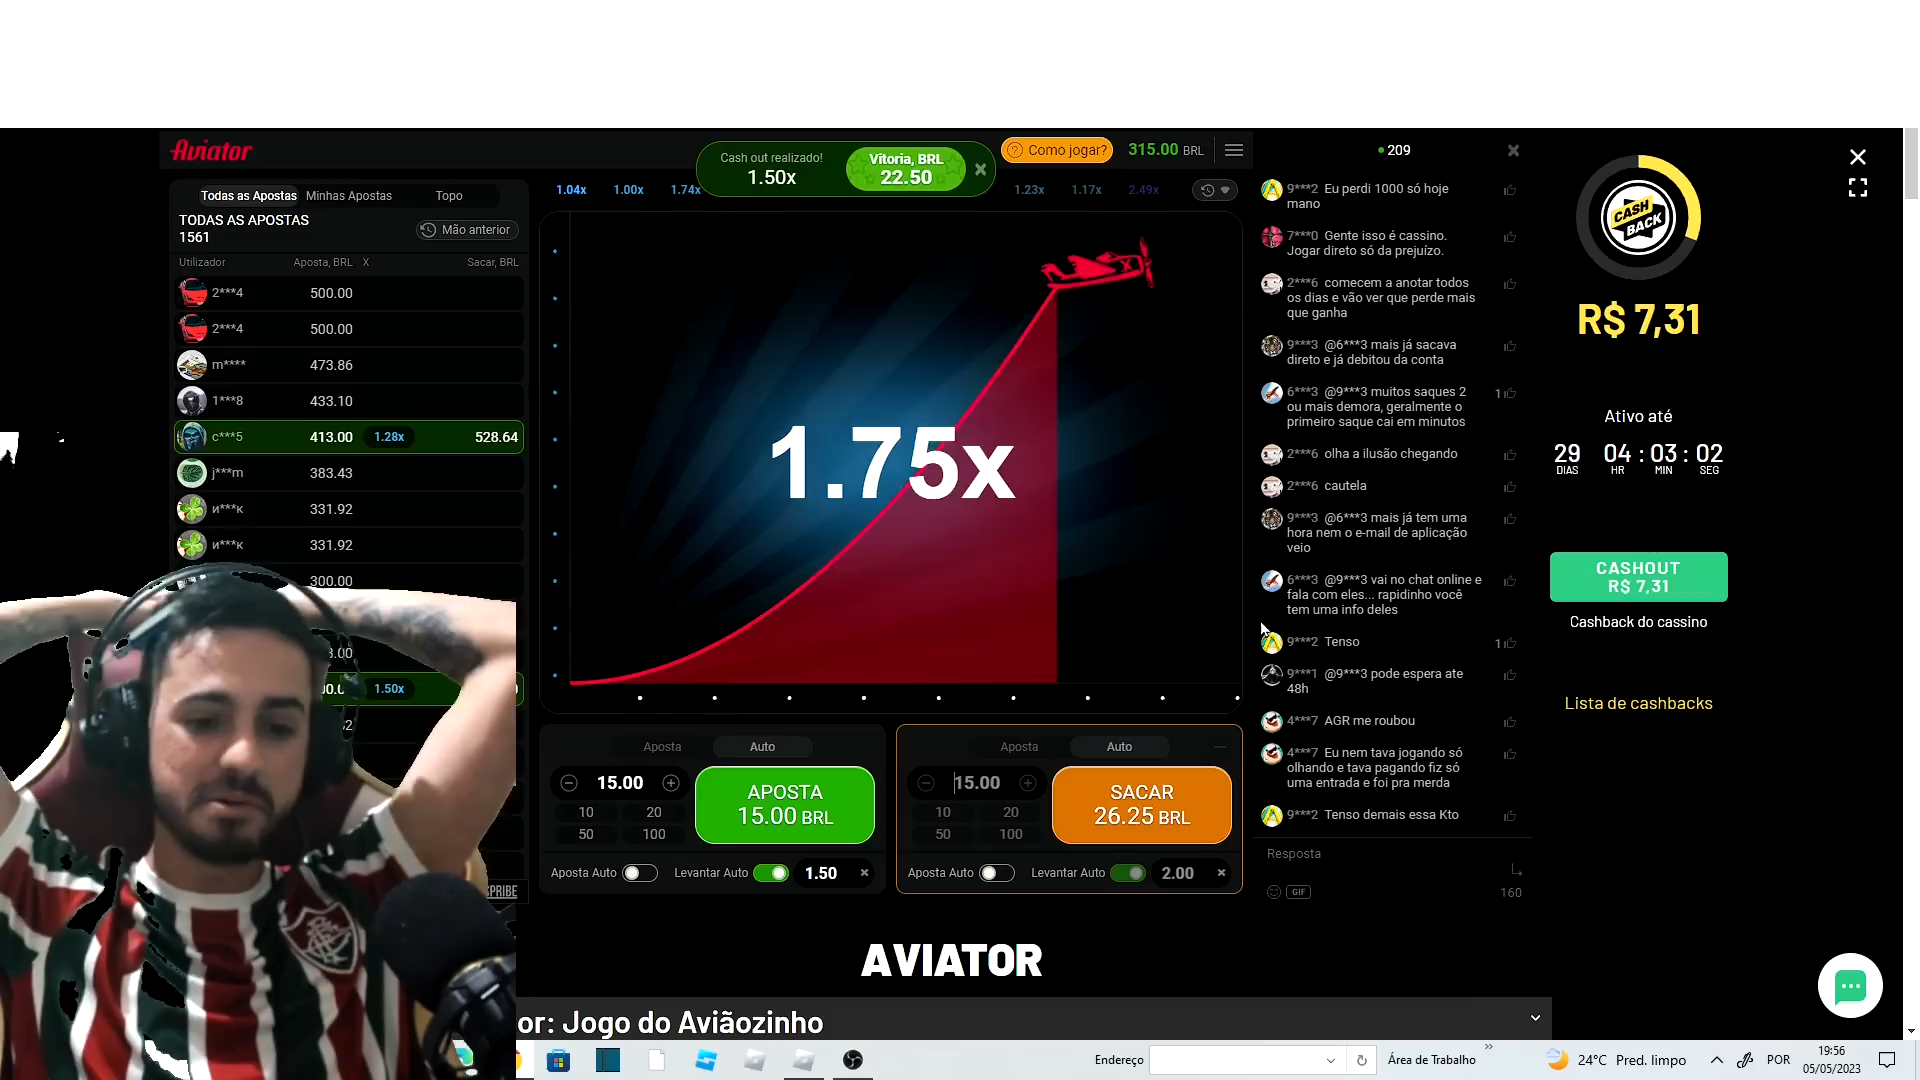 Aviator
Cash out realizado!
1.50x
Vitoria, BRL
22.50
Como jogar?
315.00 BRL
209
1.04x
1.00x
1.74x
1.23x
1.17x
2.49x
Todas as Apostas
Minhas Apostas
Topo
TODAS AS APOSTAS
1561
Mão anterior
Utilizador
Aposta, BRL X
Sacar, BRL
2***4 500.00
2***4 500.00
m**** 473.86
1***8 433.10
c***5 413.00 1.28x 528.64
j***m 383.43
и***к 331.92
и***к 331.92
300.00
1.50x
1.75x
9***2 Eu perdi 1000 só hoje
mano
7***0 Gente isso é cassino.
Jogar direto só da prejuízo.
2***6 comecem a anotar todos
os dias e vão ver que perde mais
que ganha
9***3 @6***3 mais já sacava
direto e já debitou da conta
6***3 @9***3 muitos saques 2
ou mais demora, geralmente o
primeiro saque cai em minutos
1
2***6 olha a ilusão chegando
2***6 cautela
9***3 @6***3 mais já tem uma
hora nem o e-mail de aplicação
veio
6***3 @9***3 vai no chat online e
fala com eles... rapidinho você
tem uma info deles
9***2 Tenso
1
9***1 @9***3 pode espera ate
48h
4***7 AGR me roubou
4***7 Eu nem tava jogando só
olhando e tava pagando fiz só
uma entrada e foi pra merda
9***2 Tenso demais essa Kto
Resposta
GIF
160
CASH
BACK
R$ 7,31
Ativo até
29 04 : 03 : 02
DIAS HR MIN SEG
CASHOUT
R$ 7,31
Cashback do cassino
Lista de cashbacks
Aposta Auto
15.00
10 20
50 100
APOSTA
15.00 BRL
Aposta Auto
Levantar Auto 1.50
Aposta Auto
15.00
10 20
50 100
SACAR
26.25 BRL
Aposta Auto
Levantar Auto 2.00
SPRIBE
AVIATOR
or: Jogo do Aviãozinho
Endereço
Área de Trabalho
24°C Pred. limpo
POR
19:56
05/05/2023